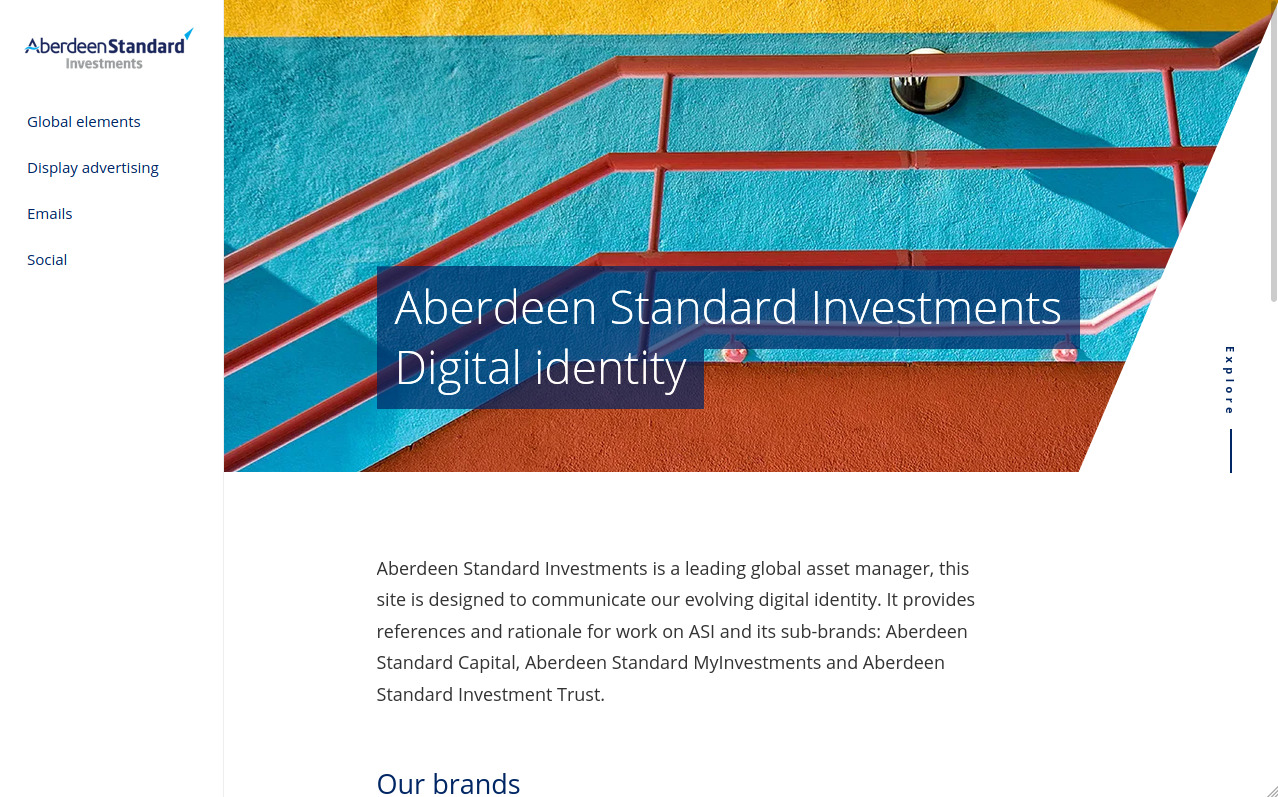 AberdeenStandard
Investments
Global elements
Display advertising
Emails
Social
Aberdeen Standard Investments
Digital identity
Explore
Aberdeen Standard Investments is a leading global asset manager, this
site is designed to communicate our evolving digital identity. It provides
references and rationale for work on ASI and its sub-brands: Aberdeen
Standard Capital, Aberdeen Standard MyInvestments and Aberdeen
Standard Investment Trust.
Our brands